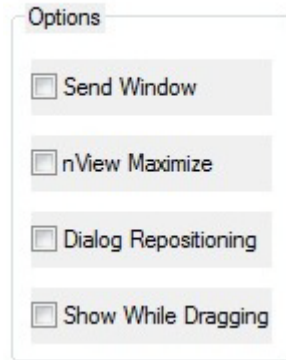 Options
Send Window
nView Maximize
Dialog Repositioning
Show While Dragging